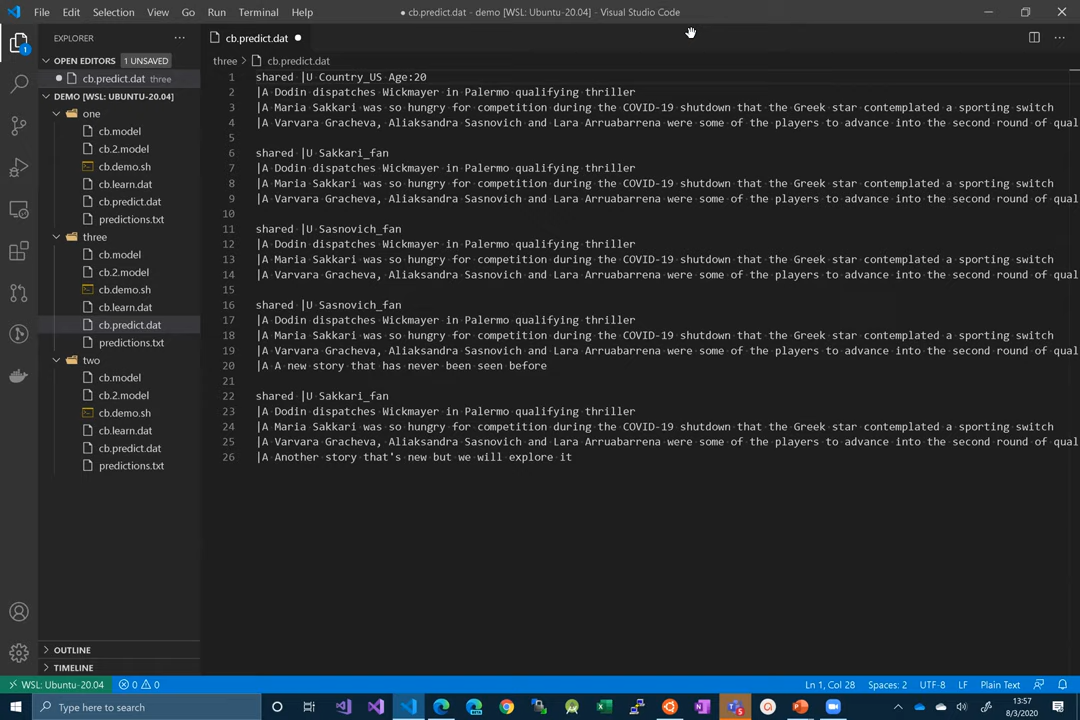 File Edit Selection View Go Run Terminal Help
● cb.predict.dat - demo [WSL: Ubuntu-20.04] - Visual Studio Code
EXPLORER
OPEN EDITORS 1 UNSAVED
cb.predict.dat three
DEMO [WSL: UBUNTU-20.04]
one
cb.model
cb.2.model
cb.demo.sh
cb.learn.dat
cb.predict.dat
predictions.txt
three
cb.model
cb.2.model
cb.demo.sh
cb.learn.dat
cb.predict.dat
predictions.txt
two
cb.model
cb.2.model
cb.demo.sh
cb.learn.dat
cb.predict.dat
predictions.txt
OUTLINE
TIMELINE
cb.predict.dat
three > cb.predict.dat
1 shared |U Country_US Age:20
2 |A Dodin dispatches Wickmayer in Palermo qualifying thriller
3 |A Maria Sakkari was so hungry for competition during the COVID-19 shutdown that the Greek star contemplated a sporting switch
4 |A Varvara Gracheva, Aliaksandra Sasnovich and Lara Arruabarrena were some of the players to advance into the second round of qual
5
6 shared |U Sakkari_fan
7 |A Dodin dispatches Wickmayer in Palermo qualifying thriller
8 |A Maria Sakkari was so hungry for competition during the COVID-19 shutdown that the Greek star contemplated a sporting switch
9 |A Varvara Gracheva, Aliaksandra Sasnovich and Lara Arruabarrena were some of the players to advance into the second round of qual
10
11 shared |U Sasnovich_fan
12 |A Dodin dispatches Wickmayer in Palermo qualifying thriller
13 |A Maria Sakkari was so hungry for competition during the COVID-19 shutdown that the Greek star contemplated a sporting switch
14 |A Varvara Gracheva, Aliaksandra Sasnovich and Lara Arruabarrena were some of the players to advance into the second round of qual
15
16 shared |U Sasnovich_fan
17 |A Dodin dispatches Wickmayer in Palermo qualifying thriller
18 |A Maria Sakkari was so hungry for competition during the COVID-19 shutdown that the Greek star contemplated a sporting switch
19 |A Varvara Gracheva, Aliaksandra Sasnovich and Lara Arruabarrena were some of the players to advance into the second round of qual
20 |A A new story that has never been seen before
21
22 shared |U Sakkari_fan
23 |A Dodin dispatches Wickmayer in Palermo qualifying thriller
24 |A Maria Sakkari was so hungry for competition during the COVID-19 shutdown that the Greek star contemplated a sporting switch
25 |A Varvara Gracheva, Aliaksandra Sasnovich and Lara Arruabarrena were some of the players to advance into the second round of qual
26 |A Another story that's new but we will explore it
WSL: Ubuntu-20.04 0 0 Ln 1, Col 28 Spaces: 2 UTF-8 LF Plain Text
Type here to search
13:57
8/3/2020